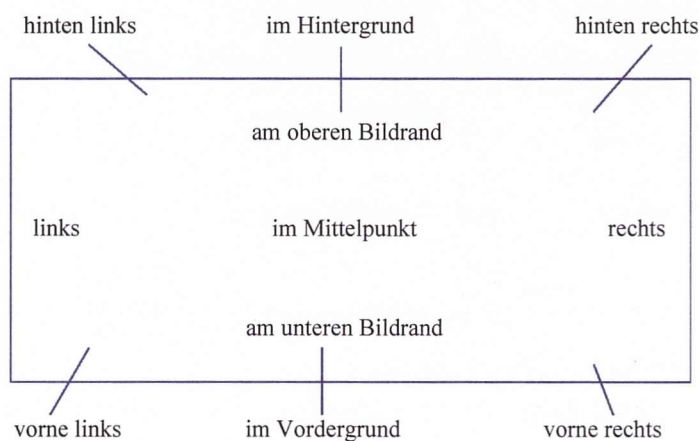 hinten links im Hintergrund hinten rechts
am oberen Bildrand
links im Mittelpunkt rechts
am unteren Bildrand
vorne links im Vordergrund vorne rechts